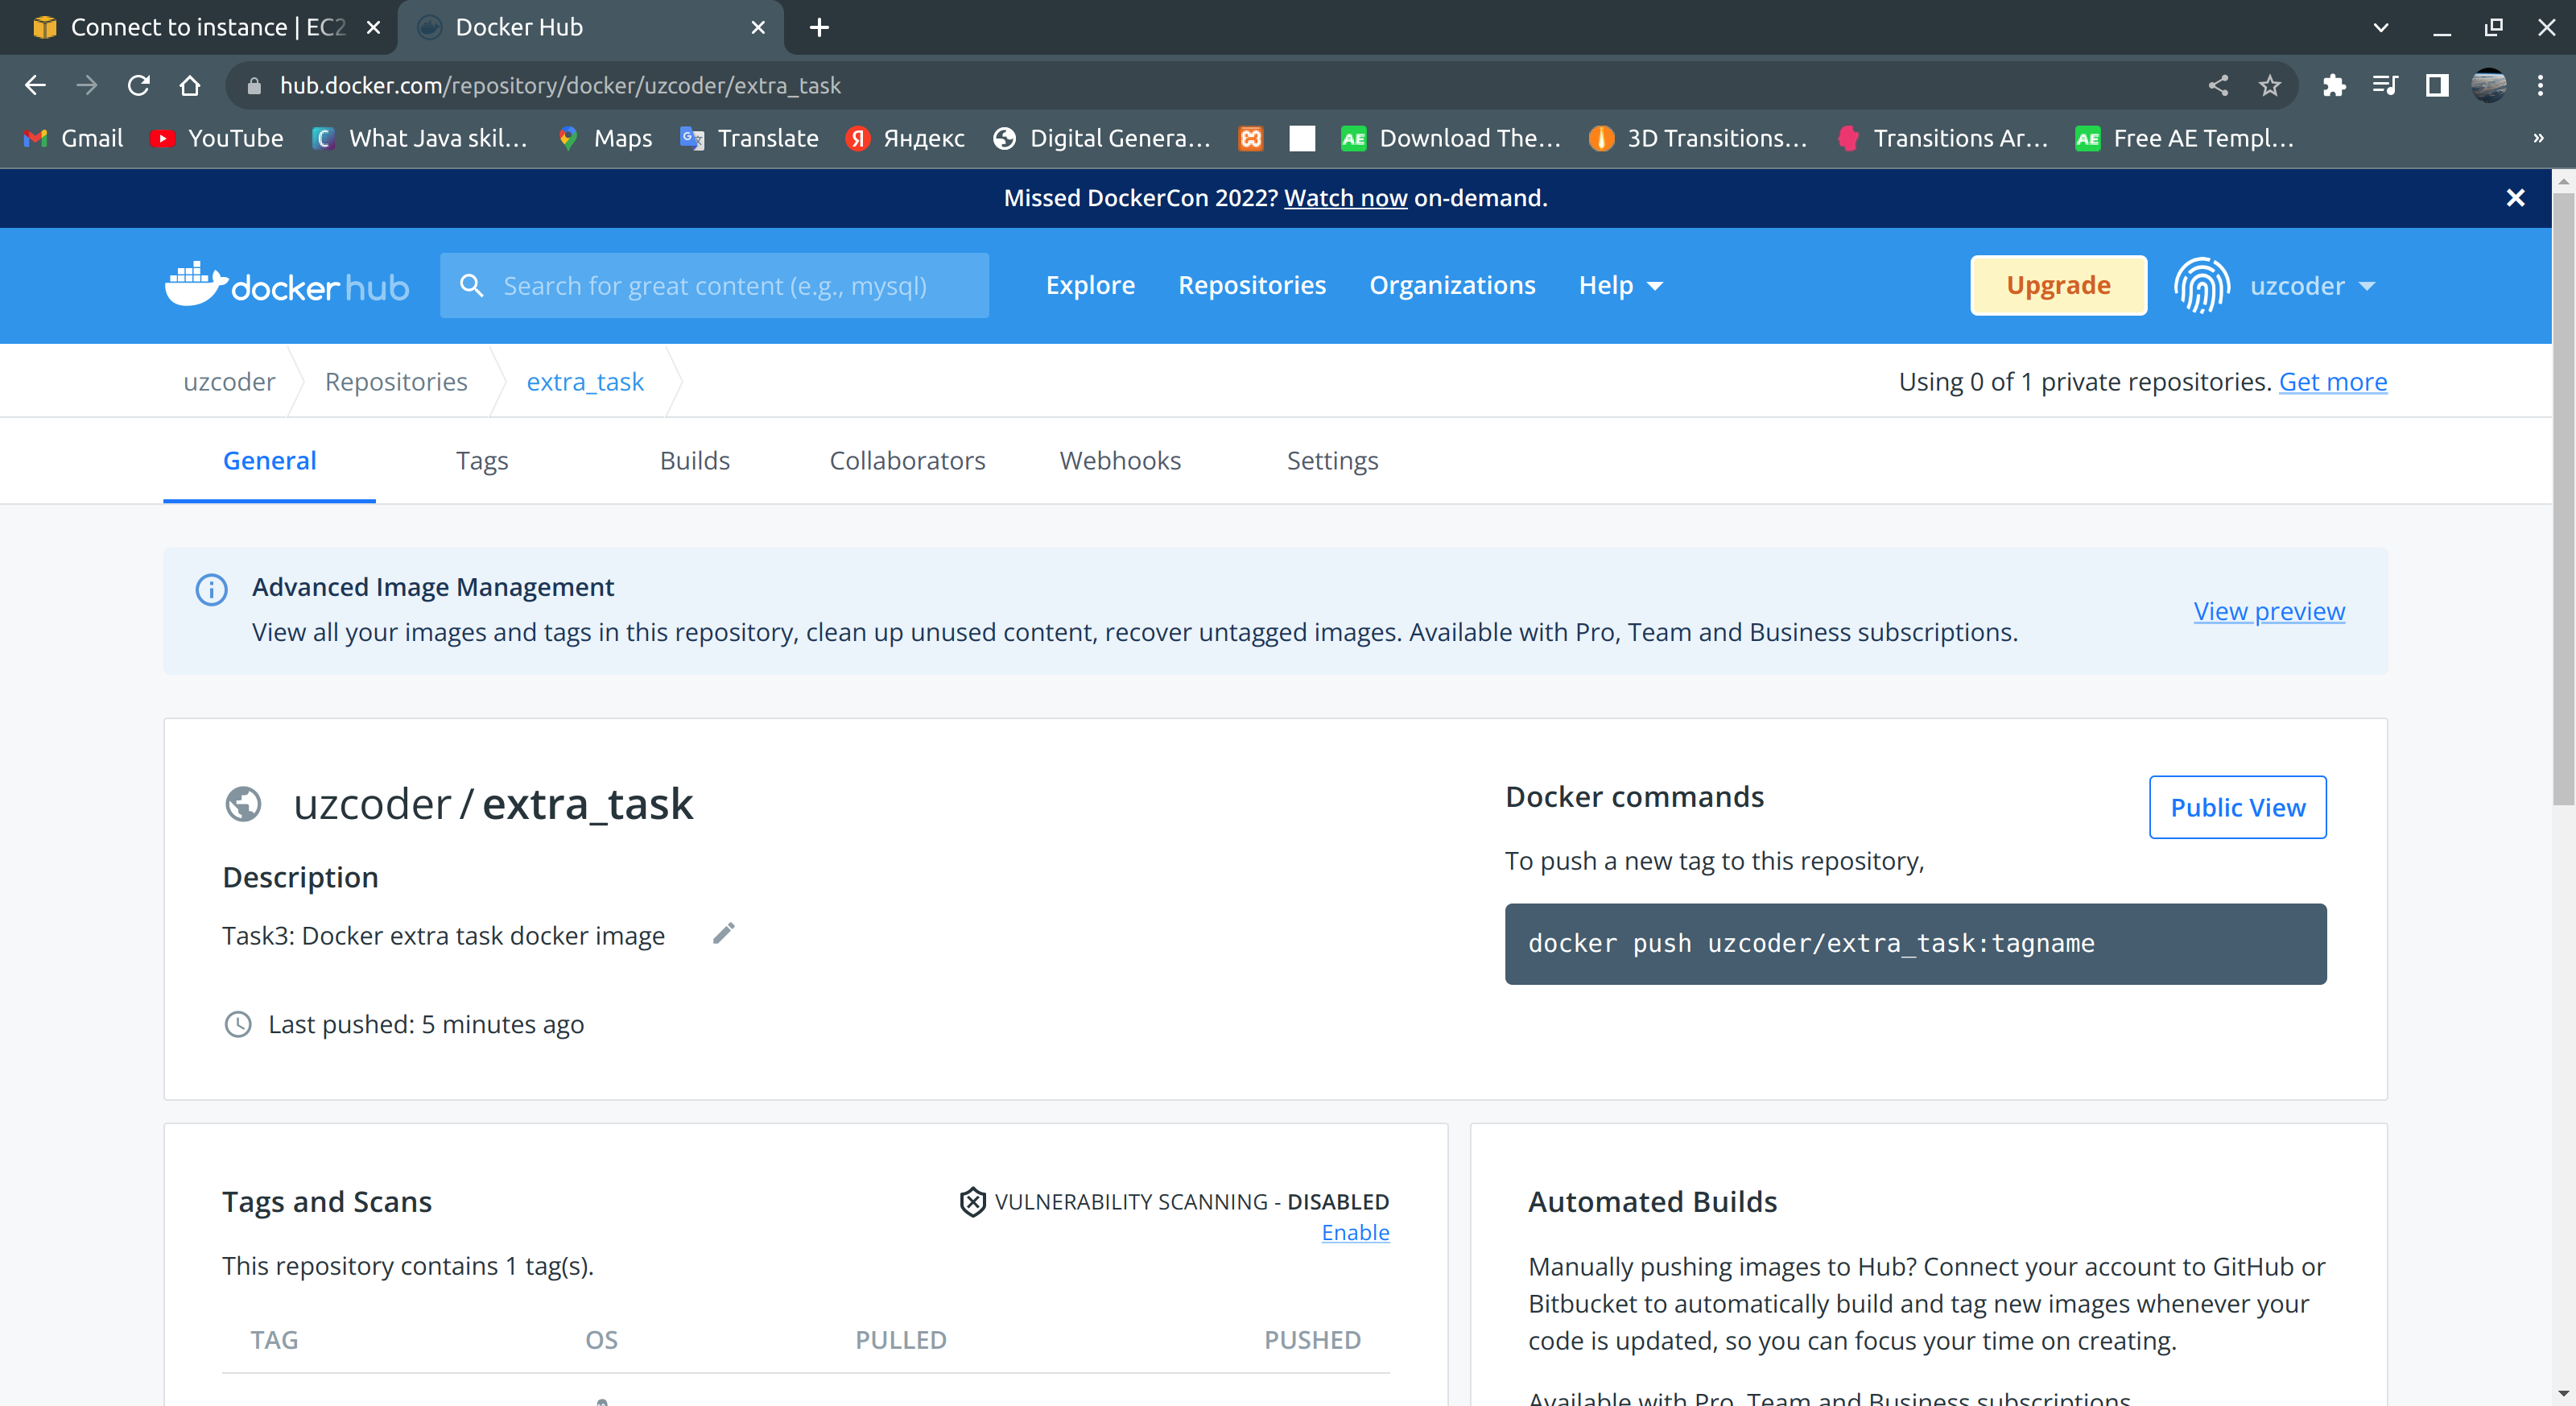 Connect to instance | EC2
Docker Hub
hub.docker.com/repository/docker/uzcoder/extra_task
Gmail
YouTube
What Java skil...
Maps
Translate
Яндекс
Digital Genera...
Download The...
3D Transitions...
Transitions Ar...
Free AE Templ...
»
Missed DockerCon 2022? Watch now on-demand.
docker hub
Search for great content (e.g., mysql)
Explore
Repositories
Organizations
Help
Upgrade
uzcoder
uzcoder
Repositories
extra_task
Using 0 of 1 private repositories. Get more
General
Tags
Builds
Collaborators
Webhooks
Settings
Advanced Image Management
View all your images and tags in this repository, clean up unused content, recover untagged images. Available with Pro, Team and Business subscriptions.
View preview
uzcoder / extra_task
Description
Task3: Docker extra task docker image
Last pushed: 5 minutes ago
Docker commands
Public View
To push a new tag to this repository,
docker push uzcoder/extra_task:tagname
Tags and Scans
VULNERABILITY SCANNING - DISABLED
Enable
This repository contains 1 tag(s).
TAG
OS
PULLED
PUSHED
Automated Builds
Manually pushing images to Hub? Connect your account to GitHub or
Bitbucket to automatically build and tag new images whenever your
code is updated, so you can focus your time on creating.
Available with Pro, Team and Business subscriptions.